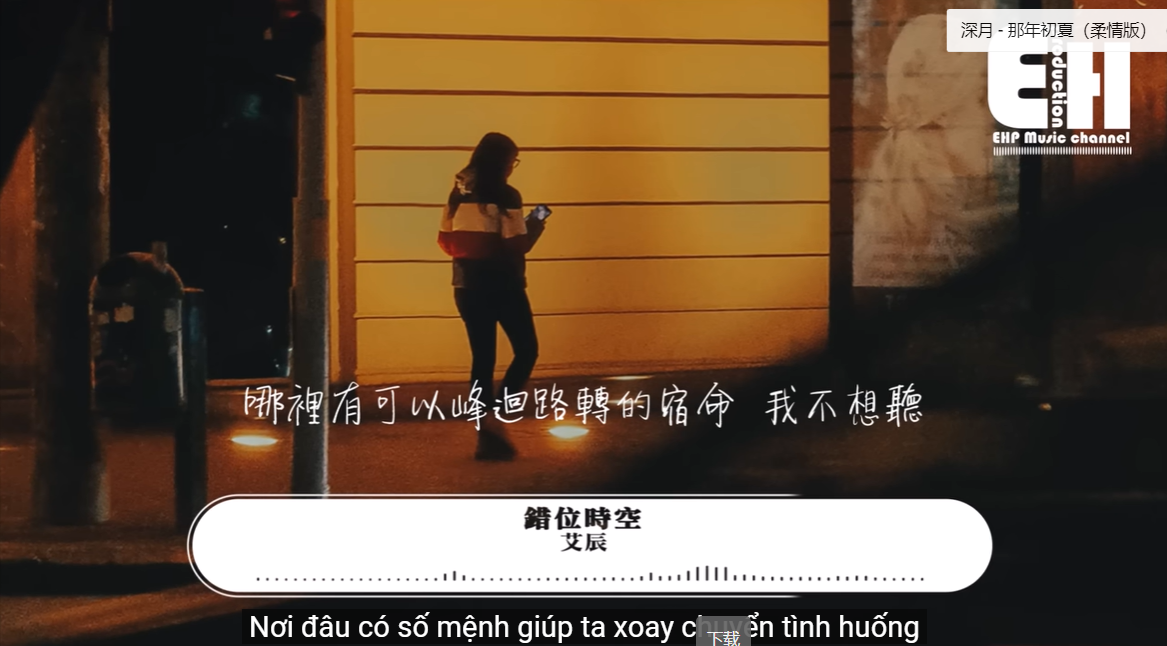 深月 - 那年初夏（柔情版）
EH
Production
EHP Music channel
哪裡有可以峰迴路轉的宿命 我不想聽
錯位時空
艾辰
Nơi đâu có số mệnh giúp ta xoay chuyển tình huống
下载